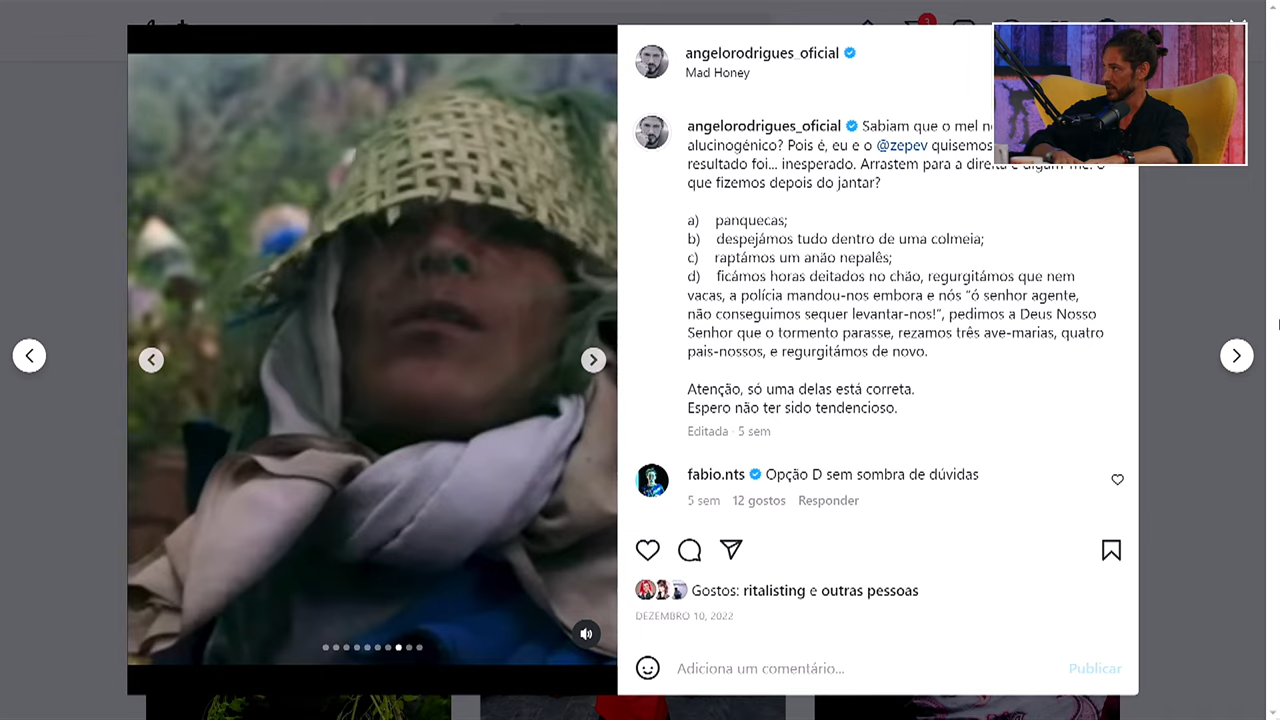 angelorodrigues_oficial
Mad Honey
angelorodrigues_oficial Sabiam que o mel
alucinogénico? Pois é, eu e o @zepev quisemos
resultado foi... inesperado. Arrastem para a direita e digam-me: o
que fizemos depois do jantar?
a) panquecas;
b) despejámos tudo dentro de uma colmeia;
c) raptámos um anão nepalês;
d) ficámos horas deitados no chão, regurgitámos que nem
vacas, a polícia mandou-nos embora e nós "ó senhor agente,
não conseguimos sequer levantar-nos!", pedimos a Deus Nosso
Senhor que o tormento parasse, rezamos três ave-marias, quatro
pais-nossos, e regurgitámos de novo.
Atenção, só uma delas está correta.
Espero não ter sido tendencioso.
Editada · 5 sem
fabio.nts Opção D sem sombra de dúvidas
5 sem 12 gostos Responder
Gostos: ritalisting e outras pessoas
DEZEMBRO 10, 2022
Adiciona um comentário... Publicar